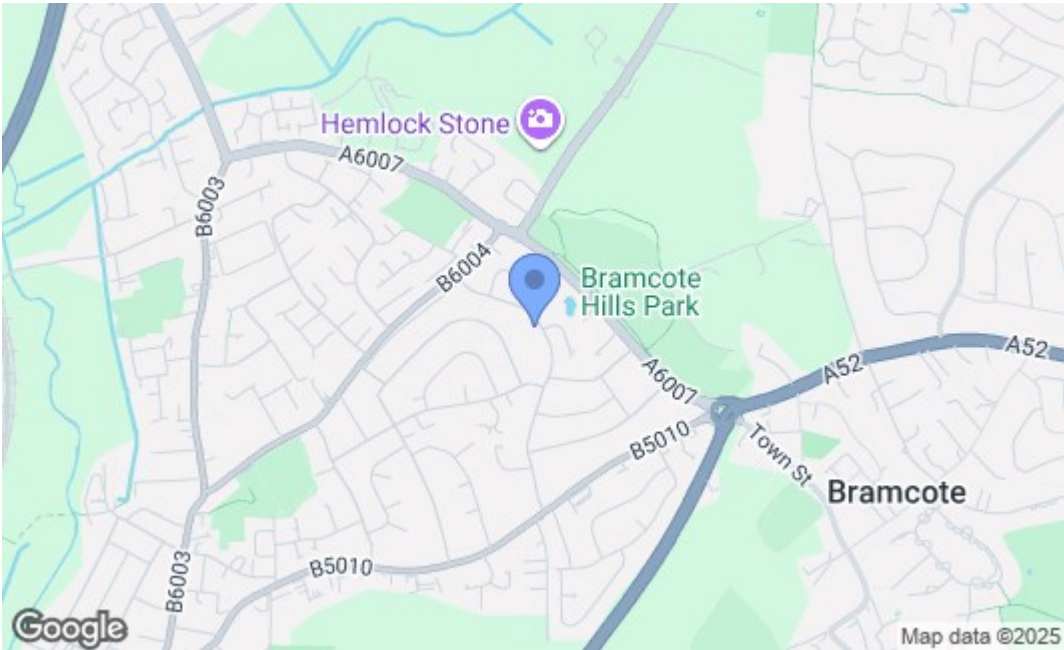 Hemlock Stone
A6007
B6003
B6004
Bramcote
Hills Park
A52
A52
A6007
B5010
Town St
Bramcote
B5010
B6003
Google
Map data ©2025